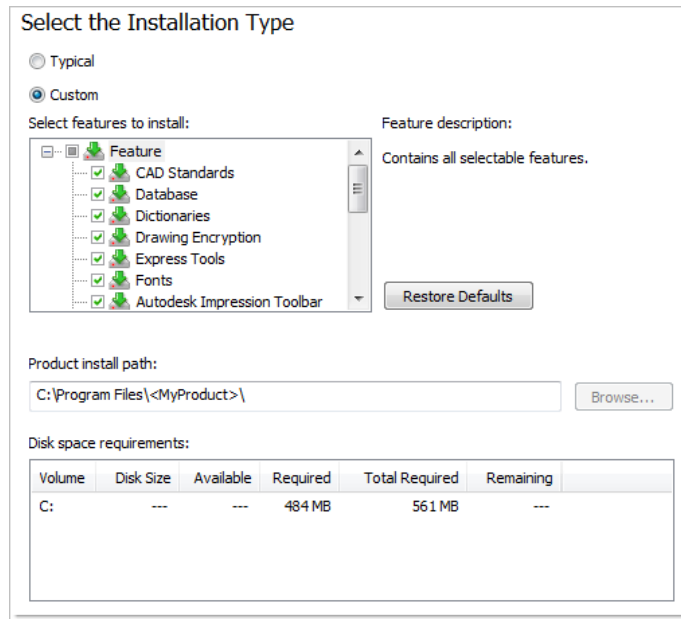 Select the Installation Type
Typical
Custom
Select features to install:
Feature description:
Feature
Contains all selectable features.
CAD Standards
Database
Dictionaries
Drawing Encryption
Express Tools
Fonts
Autodesk Impression Toolbar
Restore Defaults
Product install path:
C:\Program Files\<MyProduct>\
Browse...
Disk space requirements:
Volume Disk Size Available Required Total Required Remaining
C: --- --- 484 MB 561 MB ---